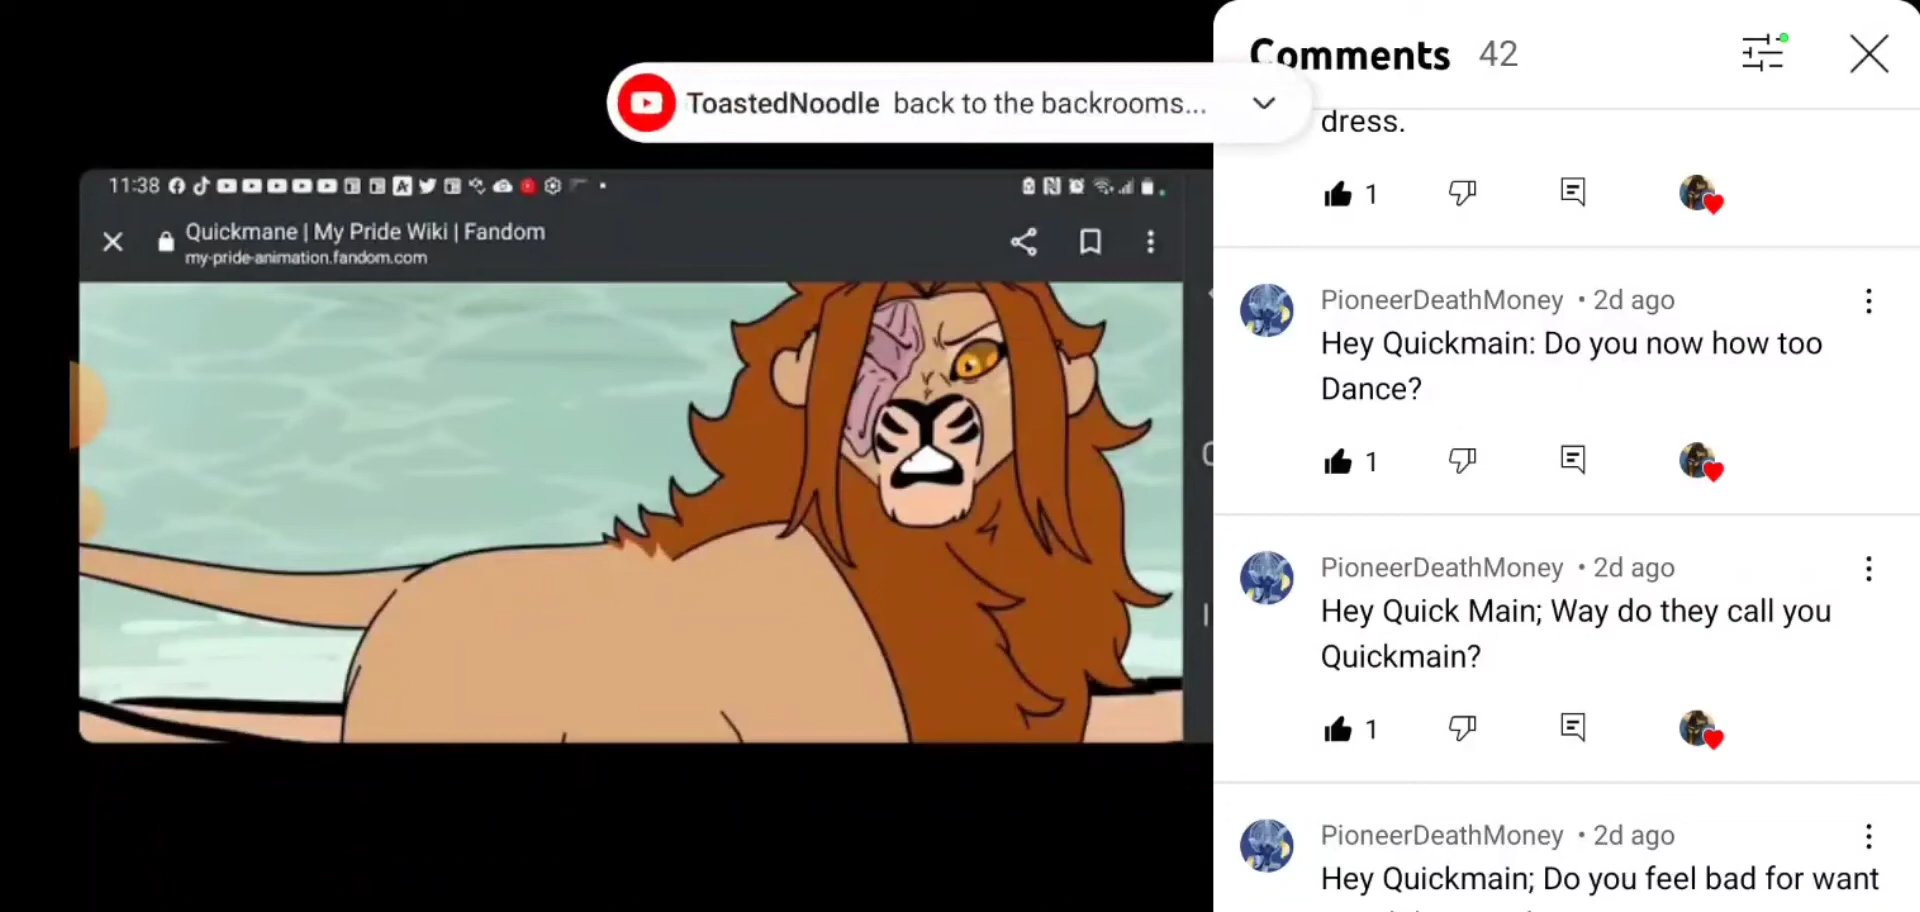 Comments 42
ToastedNoodle back to the backrooms...
dress.
11:38
Quickmane | My Pride Wiki | Fandom
my-pride-animation.fandom.com
1
PioneerDeathMoney • 2d ago
Hey Quickmain: Do you now how too
Dance?
1
PioneerDeathMoney • 2d ago
Hey Quick Main; Way do they call you
Quickmain?
1
PioneerDeathMoney • 2d ago
Hey Quickmain; Do you feel bad for want